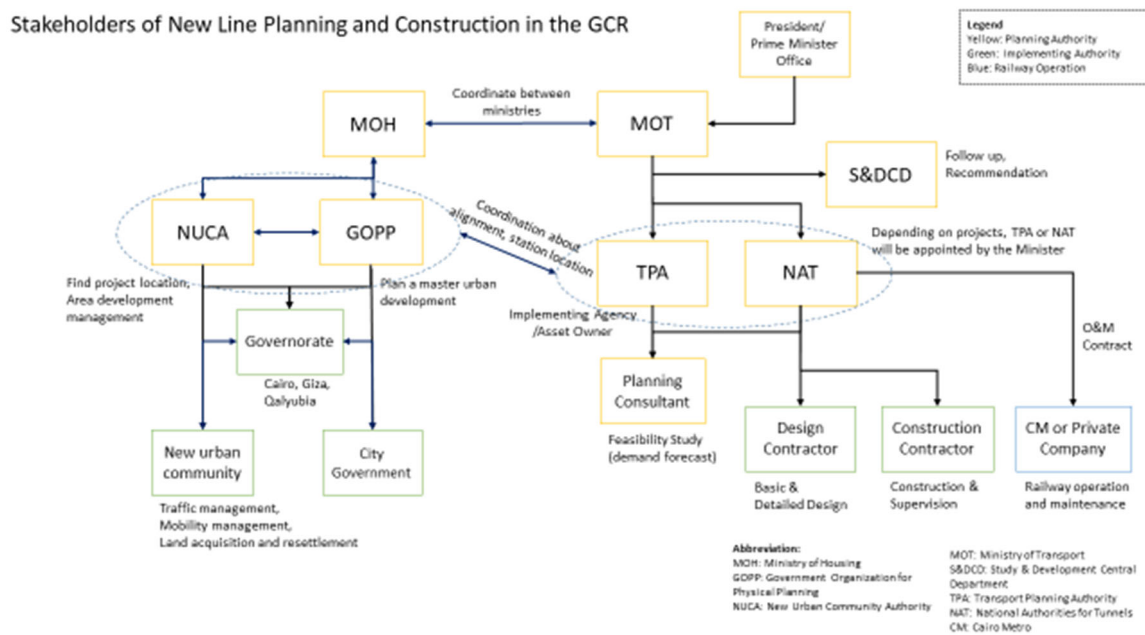 Stakeholders of New Line Planning and Construction in the GCR
President/
Prime Minister
Office
Legend
Yellow: Planning Authority
Green: Implementing Authority
Blue: Railway Operation
Coordinate between
ministries
MOH
MOT
S&DCD
Follow up,
Recommendation
NUCA
GOPP
Coordination about
alignment, station location
TPA
NAT
Depending on projects, TPA or NAT
will be appointed by the Minister
Find project location,
Area development
management
Plan a master urban
development
Implementing Agency
/Asset Owner
O&M
Contract
Governorate
Cairo, Giza,
Qalyubia
Planning
Consultant
Feasibility Study
(demand forecast)
New urban
community
City
Government
Design
Contractor
Construction
Contractor
CM or Private
Company
Traffic management,
Mobility management,
Land acquisition and resettlement
Basic &
Detailed Design
Construction &
Supervision
Railway operation
and maintenance
Abbreviation:
MOH: Ministry of Housing
GOPP: Government Organization for
Physical Planning
NUCA: New Urban Community Authority
MOT: Ministry of Transport
S&DCD: Study & Development Central
Department
TPA: Transport Planning Authority
NAT: National Authorities for Tunnels
CM: Cairo Metro